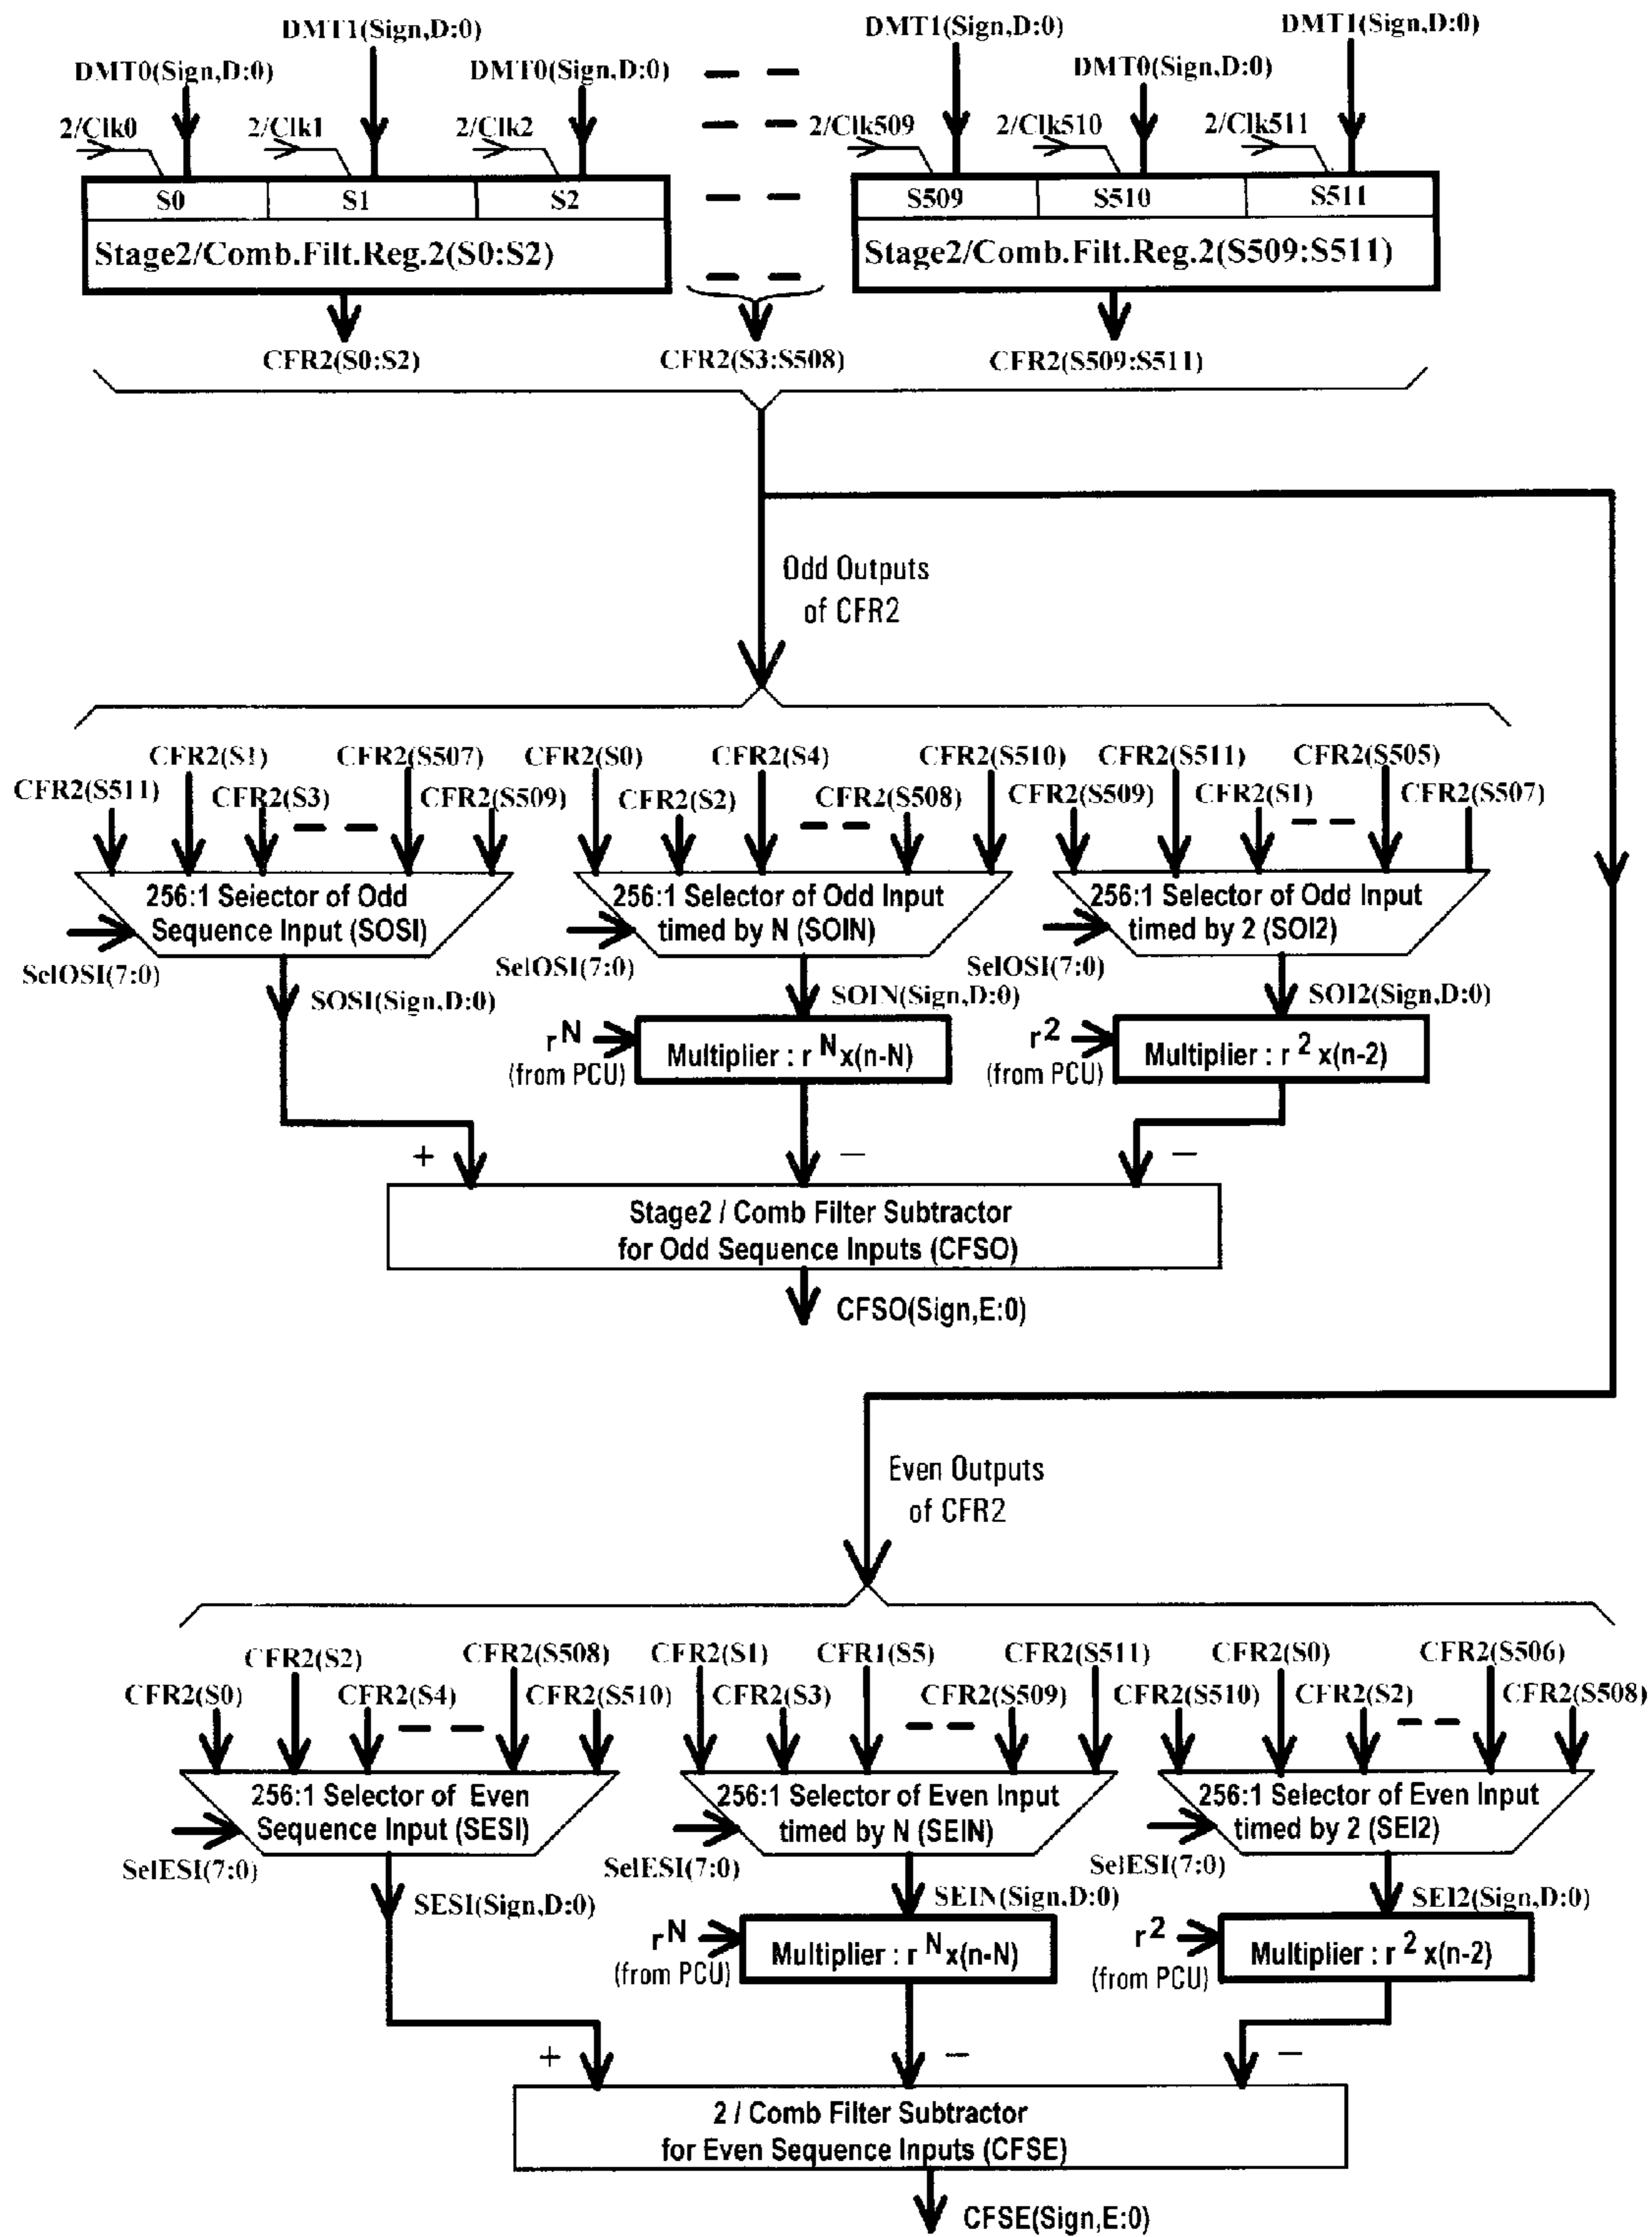 DMT1(Sign,D:0) DMT1(Sign,D:0) DMT1(Sign,D:0)
DMT0(Sign,D:0) DMT0(Sign,D:0) DMT0(Sign,D:0)
2/Clk0 2/Clk1 2/Clk2 2/Clk509 2/Clk510 2/Clk511
S0 S1 S2 S509 S510 S511
Stage2/Comb.Filt.Reg.2(S0:S2) Stage2/Comb.Filt.Reg.2(S509:S511)
CFR2(S0:S2) CFR2(S3:S508) CFR2(S509:S511)
Odd Outputs
of CFR2
CFR2(S1) CFR2(S507) CFR2(S0) CFR2(S4) CFR2(S510) CFR2(S511) CFR2(S505)
CFR2(S511) CFR2(S3) CFR2(S509) CFR2(S2) CFR2(S508) CFR2(S509) CFR2(S1) CFR2(S507)
256:1 Selector of Odd 256:1 Selector of Odd Input 256:1 Selector of Odd Input
Sequence Input (SOSI) timed by N (SOIN) timed by 2 (SOI2)
SelOSI(7:0) SelOSI(7:0) SelOSI(7:0)
SOSI(Sign,D:0) SOIN(Sign,D:0) SOI2(Sign,D:0)
r N Multiplier : r N x(n-N) r 2 Multiplier : r 2 x(n-2)
(from PCU) (from PCU)
+ − −
Stage2 / Comb Filter Subtractor
for Odd Sequence Inputs (CFSO)
CFSO(Sign,E:0)
Even Outputs
of CFR2
CFR2(S2) CFR2(S508) CFR2(S1) CFR1(S5) CFR2(S511) CFR2(S0) CFR2(S506)
CFR2(S0) CFR2(S4) CFR2(S510) CFR2(S3) CFR2(S509) CFR2(S510) CFR2(S2) CFR2(S508)
256:1 Selector of Even 256:1 Selector of Even Input 256:1 Selector of Even Input
Sequence Input (SESI) timed by N (SEIN) timed by 2 (SEI2)
SelESI(7:0) SelESI(7:0) SelESI(7:0)
SESI(Sign,D:0) SEIN(Sign,D:0) SEI2(Sign,D:0)
r N Multiplier : r N x(n-N) r 2 Multiplier : r 2 x(n-2)
(from PCU) (from PCU)
+ − −
2 / Comb Filter Subtractor
for Even Sequence Inputs (CFSE)
CFSE(Sign,E:0)